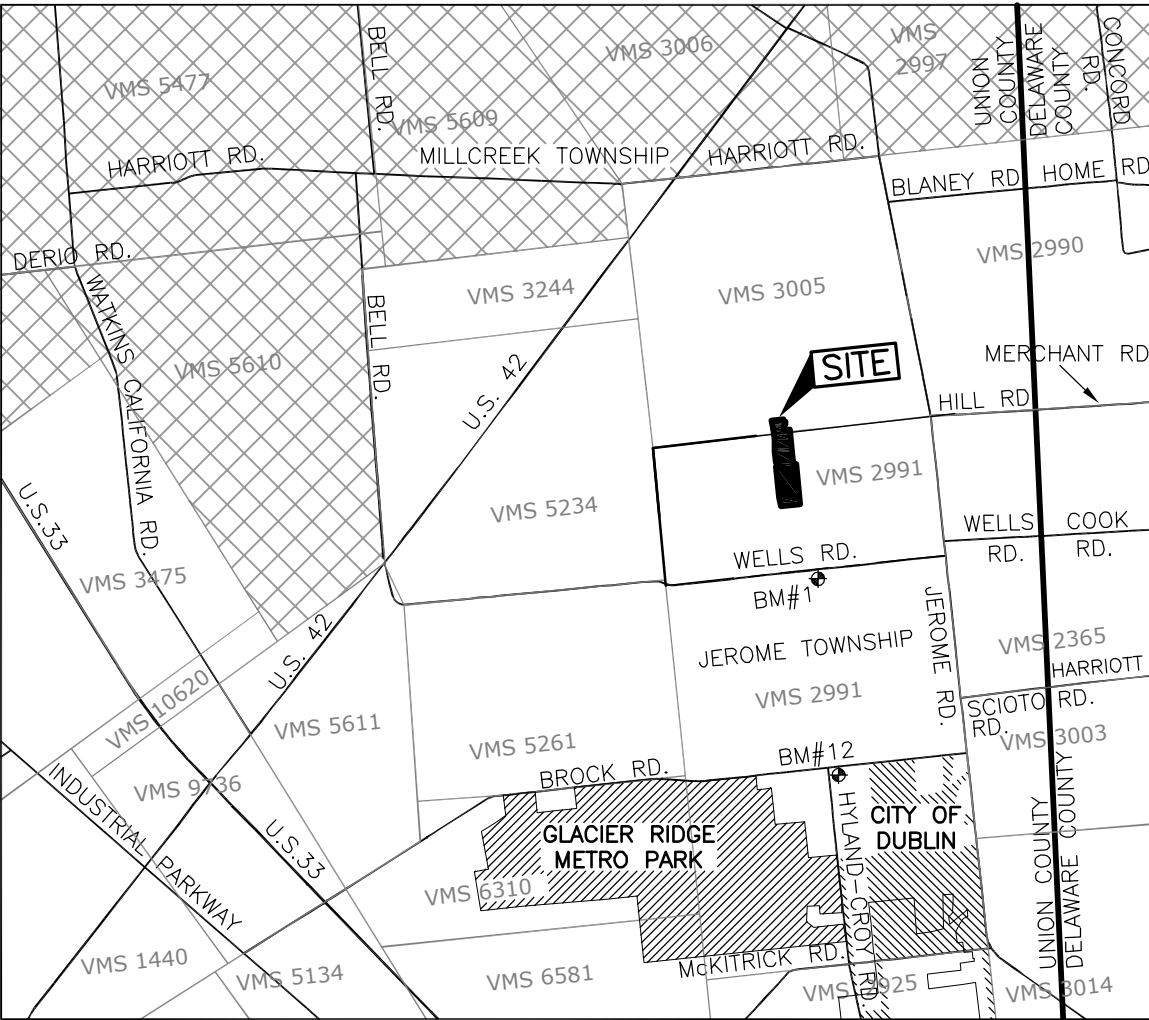 BELL RD.
VMS 3006
VMS
2997
UNION
COUNTY
DELAWARE
COUNTY
CONCORD
RD.
VMS 5477
VMS 5609
HARRIOTT RD.
MILLCREEK TOWNSHIP
HARRIOTT RD.
BLANEY RD
HOME RD
DERIO RD.
VMS 2990
WATKINS CALIFORNIA RD.
BELL RD.
VMS 3244
VMS 3005
VMS 5610
U.S. 42
SITE
MERCHANT RD
HILL RD
U.S.33
VMS 5234
VMS 2991
WELLS
RD.
COOK
RD.
WELLS RD.
VMS 3475
BM#1
JEROME RD.
U.S. 42
JEROME TOWNSHIP
VMS 2365
HARRIOTT
RD.
SCIOTO
RD.
VMS 10620
VMS 5611
VMS 2991
VMS 5261
BM#12
VMS 3003
BROCK RD.
INDUSTRIAL PARKWAY
VMS 9736
U.S.33
GLACIER RIDGE
METRO PARK
HYLAND-CROY RD.
CITY OF
DUBLIN
UNION COUNTY
DELAWARE COUNTY
VMS 6310
VMS 1440
VMS 5134
VMS 6581
McKITRICK RD.
VMS 2925
VMS 3014